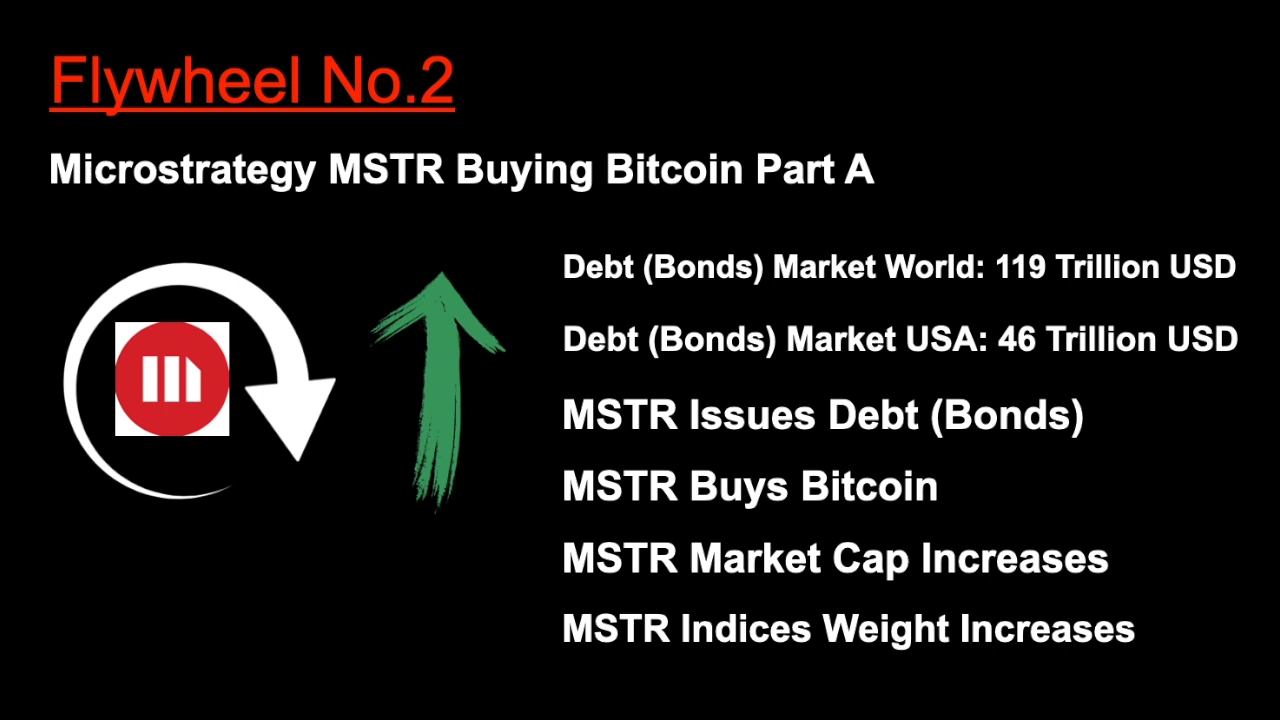 Flywheel No.2
Microstrategy MSTR Buying Bitcoin Part A
Debt (Bonds) Market World: 119 Trillion USD
Debt (Bonds) Market USA: 46 Trillion USD
MSTR Issues Debt (Bonds)
MSTR Buys Bitcoin
MSTR Market Cap Increases
MSTR Indices Weight Increases